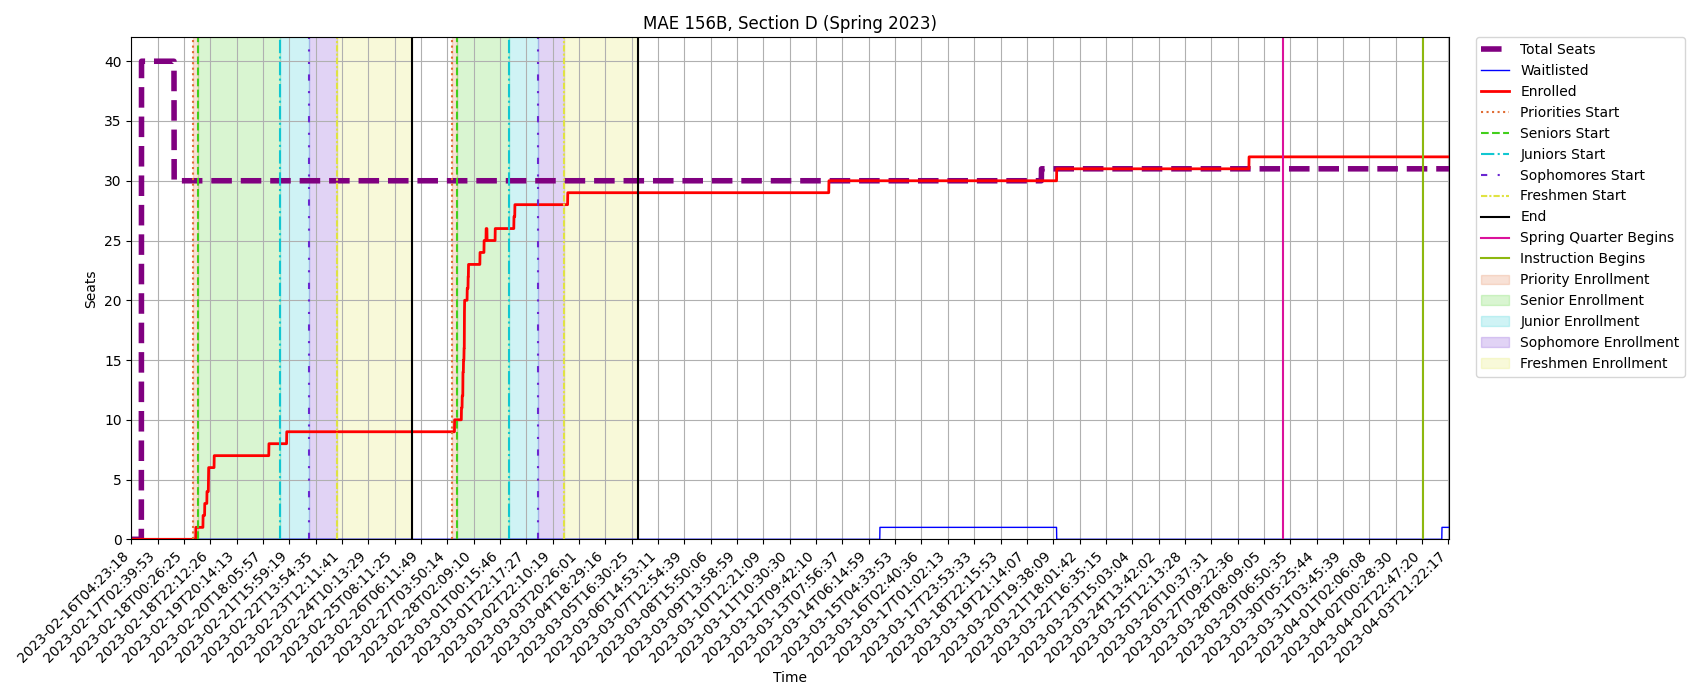 MAE 156B, Section D (Spring 2023)
Seats
40
35
30
25
20
15
10
5
0
2023-02-16T04:23:18
2023-02-17T02:39:53
2023-02-18T00:26:25
2023-02-18T22:12:26
2023-02-19T20:14:13
2023-02-20T18:05:57
2023-02-21T15:59:19
2023-02-22T13:54:35
2023-02-23T12:11:41
2023-02-24T10:13:29
2023-02-25T08:11:25
2023-02-26T06:11:49
2023-02-27T03:50:14
2023-02-28T02:09:10
2023-03-01T00:15:46
2023-03-01T22:17:27
2023-03-02T22:10:19
2023-03-03T20:26:01
2023-03-04T18:29:16
2023-03-05T16:30:25
2023-03-06T14:53:11
2023-03-07T12:54:39
2023-03-08T15:50:06
2023-03-09T13:58:59
2023-03-10T12:21:09
2023-03-11T10:30:30
2023-03-12T09:42:10
2023-03-13T07:56:37
2023-03-14T06:14:59
2023-03-15T04:33:53
2023-03-16T02:40:36
2023-03-17T01:02:13
2023-03-17T23:53:33
2023-03-18T22:15:53
2023-03-19T21:14:07
2023-03-20T19:38:09
2023-03-21T18:01:42
2023-03-22T16:35:15
2023-03-23T15:03:04
2023-03-24T13:42:02
2023-03-25T12:13:28
2023-03-26T10:37:31
2023-03-27T09:22:36
2023-03-28T08:09:05
2023-03-29T06:50:35
2023-03-30T05:25:44
2023-03-31T03:45:39
2023-04-01T02:06:08
2023-04-02T00:28:30
2023-04-02T22:47:20
2023-04-03T21:22:17
Time
Total Seats
Waitlisted
Enrolled
Priorities Start
Seniors Start
Juniors Start
Sophomores Start
Freshmen Start
End
Spring Quarter Begins
Instruction Begins
Priority Enrollment
Senior Enrollment
Junior Enrollment
Sophomore Enrollment
Freshmen Enrollment